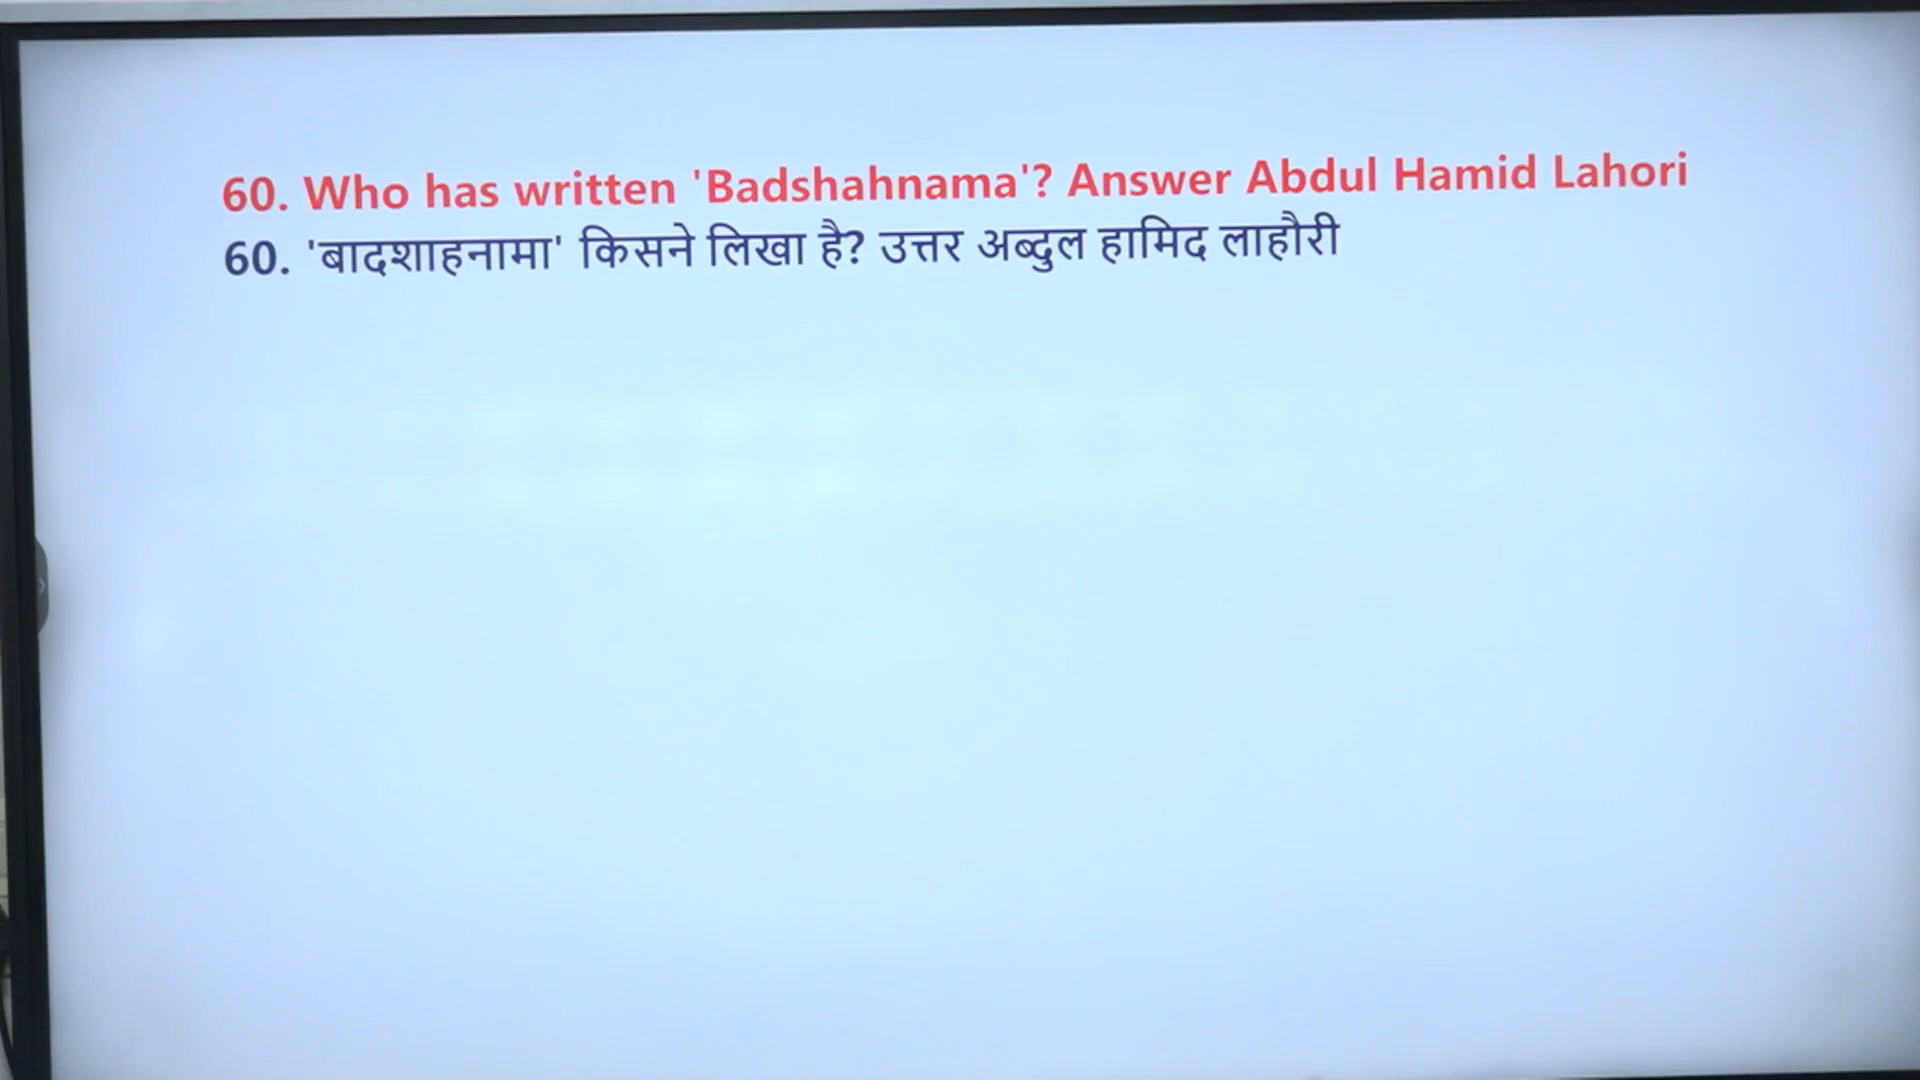 60. Who has written 'Badshahnama'? Answer Abdul Hamid Lahori
60. 'बादशाहनामा' किसने लिखा है? उत्तर अब्दुल हामिद लाहौरी